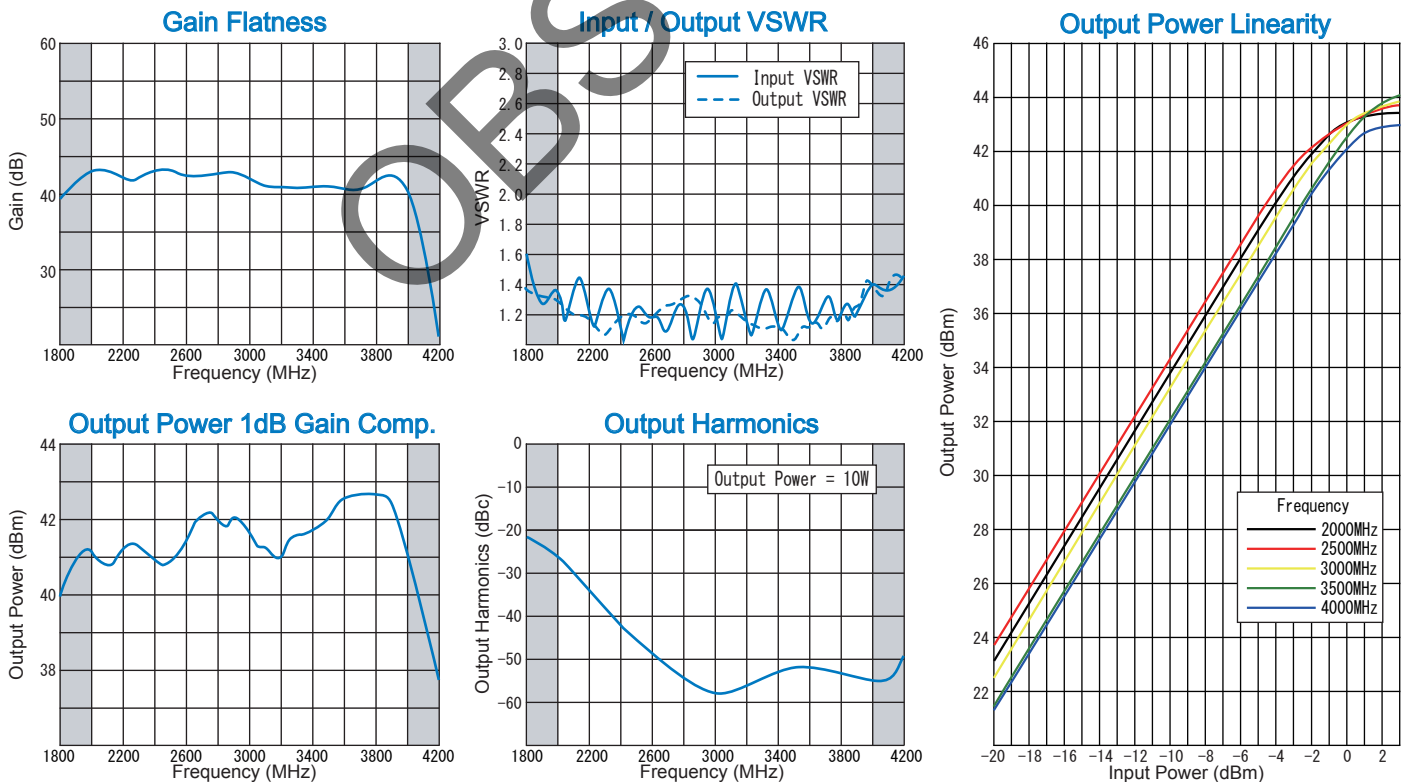 Gain Flatness
60
50
40
30
Gain (dB)
1800 2200 2600 3000 3400 3800 4200
Frequency (MHz)
Input / Output VSWR
3.0
2.8
2.6
2.4
2.2
2.0
1.8
1.6
1.4
1.2
VSWR
Input VSWR
Output VSWR
1800 2200 2600 3000 3400 3800 4200
Frequency (MHz)
Output Power Linearity
46
44
42
40
38
36
34
32
30
28
26
24
22
Output Power (dBm)
Frequency
2000MHz
2500MHz
3000MHz
3500MHz
4000MHz
-20 -18 -16 -14 -12 -10 -8 -6 -4 -2 0 2
Input Power (dBm)
Output Power 1dB Gain Comp.
44
42
40
38
Output Power (dBm)
1800 2200 2600 3000 3400 3800 4200
Frequency (MHz)
Output Harmonics
0
-10
-20
-30
-40
-50
-60
Output Harmonics (dBc)
Output Power = 10W
1800 2200 2600 3000 3400 3800 4200
Frequency (MHz)
OBS